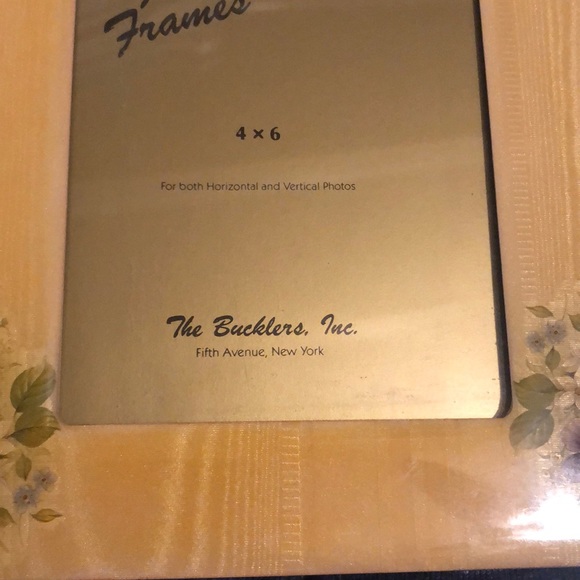 Frames
4 × 6
For both Horizontal and Vertical Photos
The Bucklers, Inc.
Fifth Avenue, New York